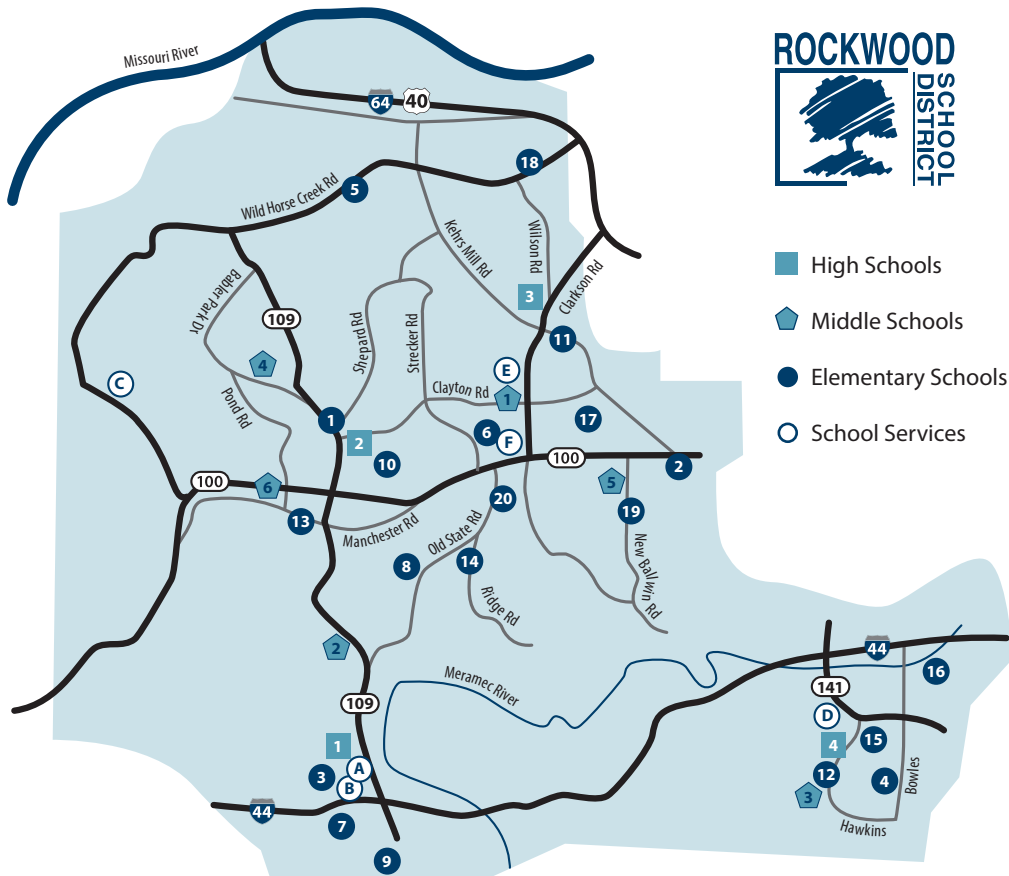 Missouri River
ROCKWOOD
SCHOOL
DISTRICT
64
40
18
5
Wild Horse Creek Rd
Kehrs Mill Rd
Wilson Rd
Clarkson Rd
High Schools
Middle Schools
Elementary Schools
School Services
Babler Park Dr
109
3
11
Shepard Rd
Strecker Rd
4
E
C
Clayton Rd
1
Pond Rd
1
17
2
6
F
10
100
2
100
6
5
20
19
13
Manchester Rd
Old State Rd
8
14
New Ballwin Rd
Ridge Rd
2
44
16
Meramec River
141
109
D
1
4
15
A
3
B
12
4
Bowles
3
44
7
Hawkins
9